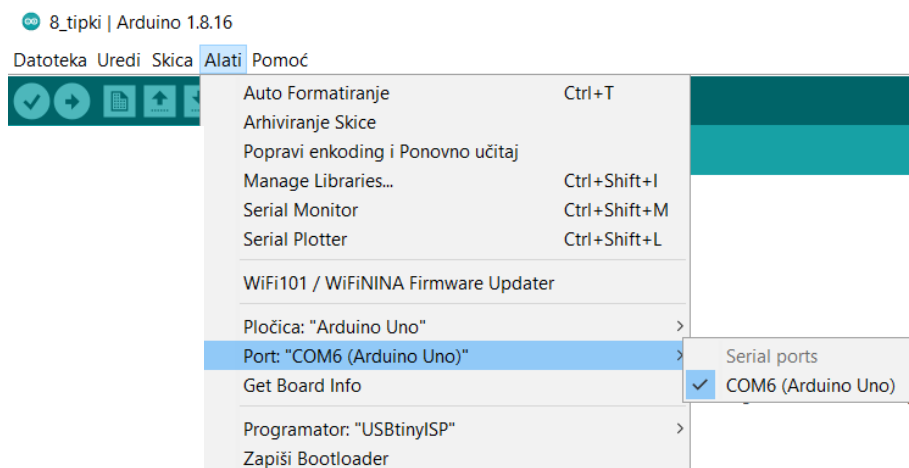 8_tipki | Arduino 1.8.16
Datoteka Uredi Skica Alati Pomoć
Auto Formatiranje Ctrl+T
Arhiviranje Skice
Popravi enkoding i Ponovno učitaj
Manage Libraries... Ctrl+Shift+I
Serial Monitor Ctrl+Shift+M
Serial Plotter Ctrl+Shift+L
WiFi101 / WiFiNINA Firmware Updater
Pločica: "Arduino Uno"
Port: "COM6 (Arduino Uno)"
Serial ports
Get Board Info
COM6 (Arduino Uno)
Programator: "USBtinyISP"
Zapiši Bootloader